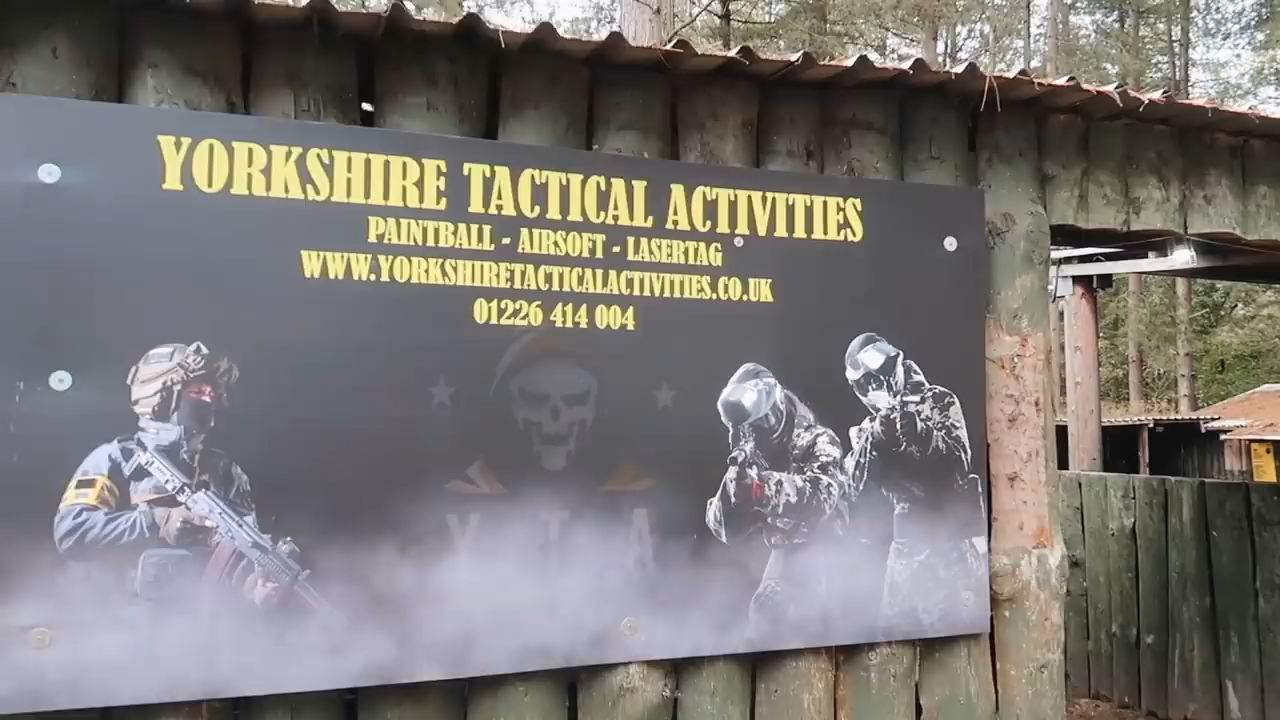 YORKSHIRE TACTICAL ACTIVITIES
PAINTBALL - AIRSOFT - LASERTAG
WWW.YORKSHIRETACTICALACTIVITIES.CO.UK
01226 414 004
Y T A